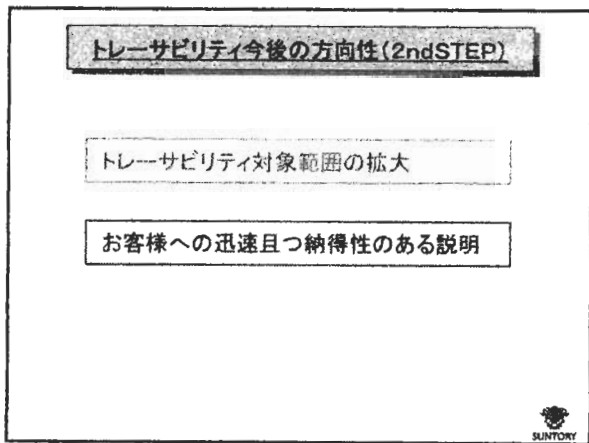 トレーサビリティ今後の方向性(2ndSTEP)
トレーサビリティ対象範囲の拡大
お客様への迅速且つ納得性のある説明
SUNTORY